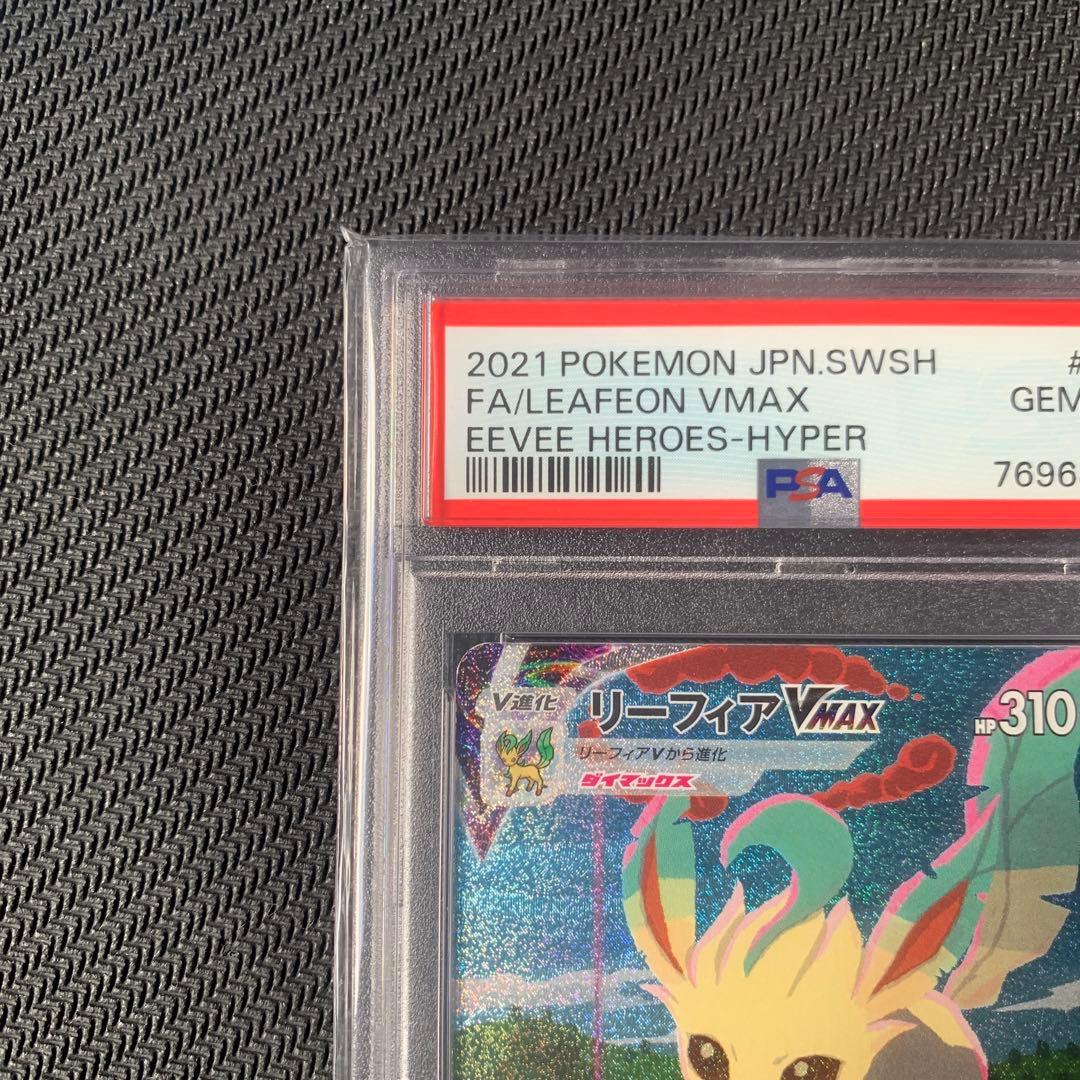 2021 POKEMON JPN.SWSH #
FA/LEAFEON VMAX GEM
EEVEE HEROES-HYPER
PSA 7696
V進化 リーフィアVMAX HP310
リーフィアVから進化
ダイマックス